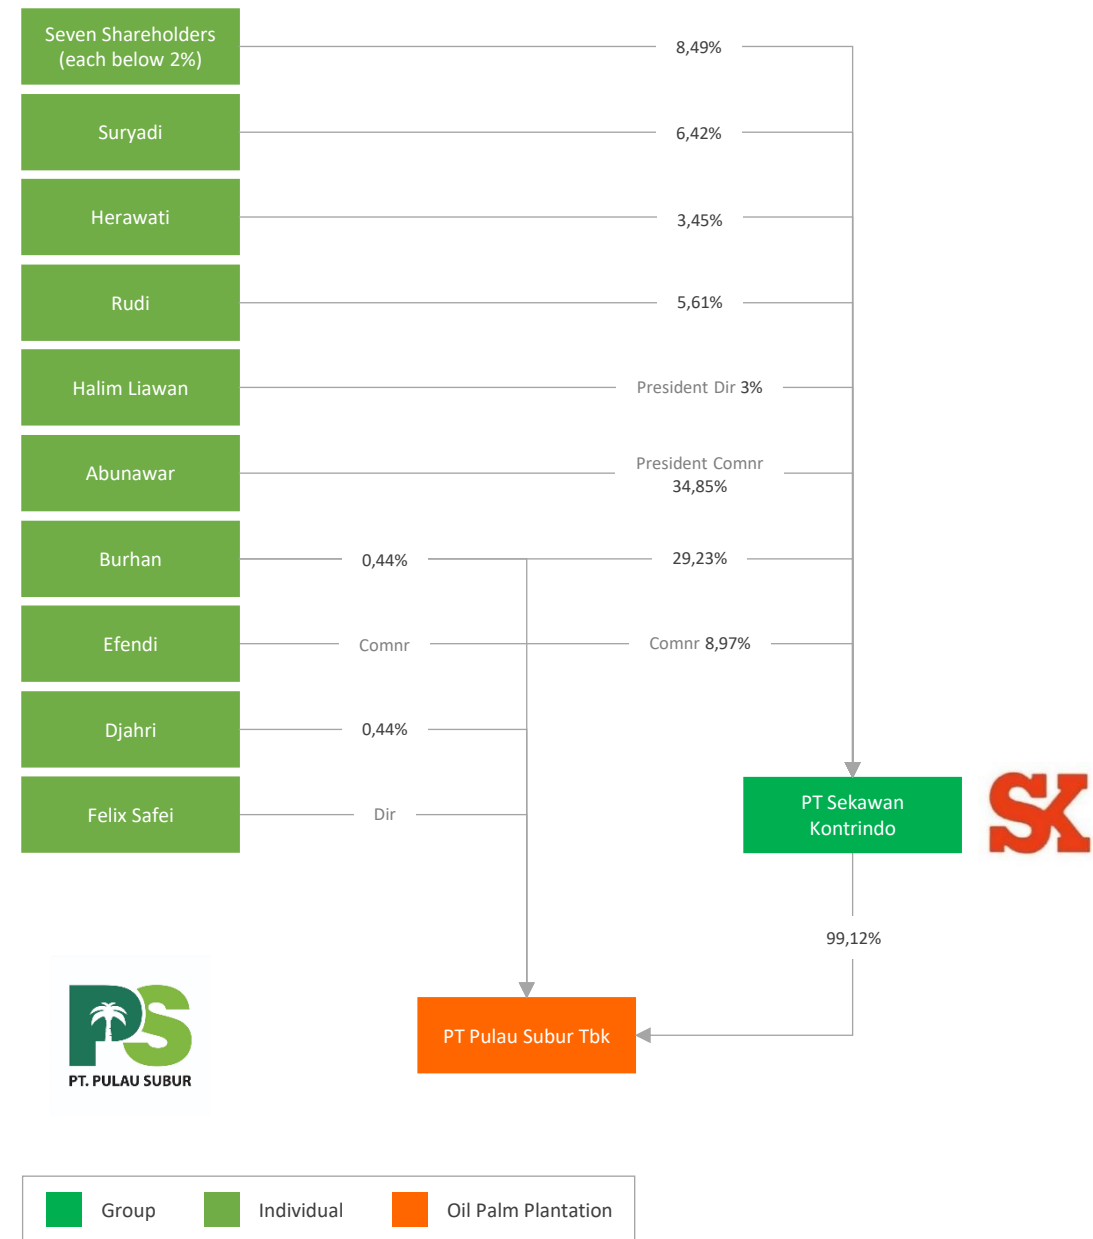 Seven Shareholders
(each below 2%)
8,49%
Suryadi
6,42%
Herawati
3,45%
Rudi
5,61%
Halim Liawan
President Dir 3%
Abunawar
President Comnr
34,85%
Burhan
0,44%
29,23%
Efendi
Comnr
Comnr 8,97%
Djahri
0,44%
Felix Safei
Dir
PT Sekawan
Kontrindo
SK
99,12%
PT Pulau Subur Tbk
PS
PT. PULAU SUBUR
Group
Individual
Oil Palm Plantation